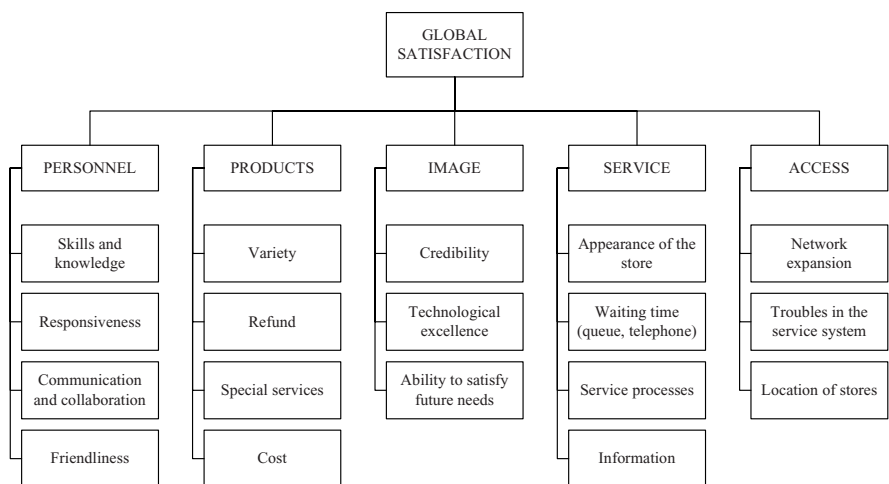 GLOBAL
SATISFACTION
PERSONNEL
PRODUCTS
IMAGE
SERVICE
ACCESS
Skills and
knowledge
Responsiveness
Communication
and collaboration
Friendliness
Variety
Refund
Special services
Cost
Credibility
Technological
excellence
Ability to satisfy
future needs
Appearance of the
store
Waiting time
(queue, telephone)
Service processes
Information
Network
expansion
Troubles in the
service system
Location of stores